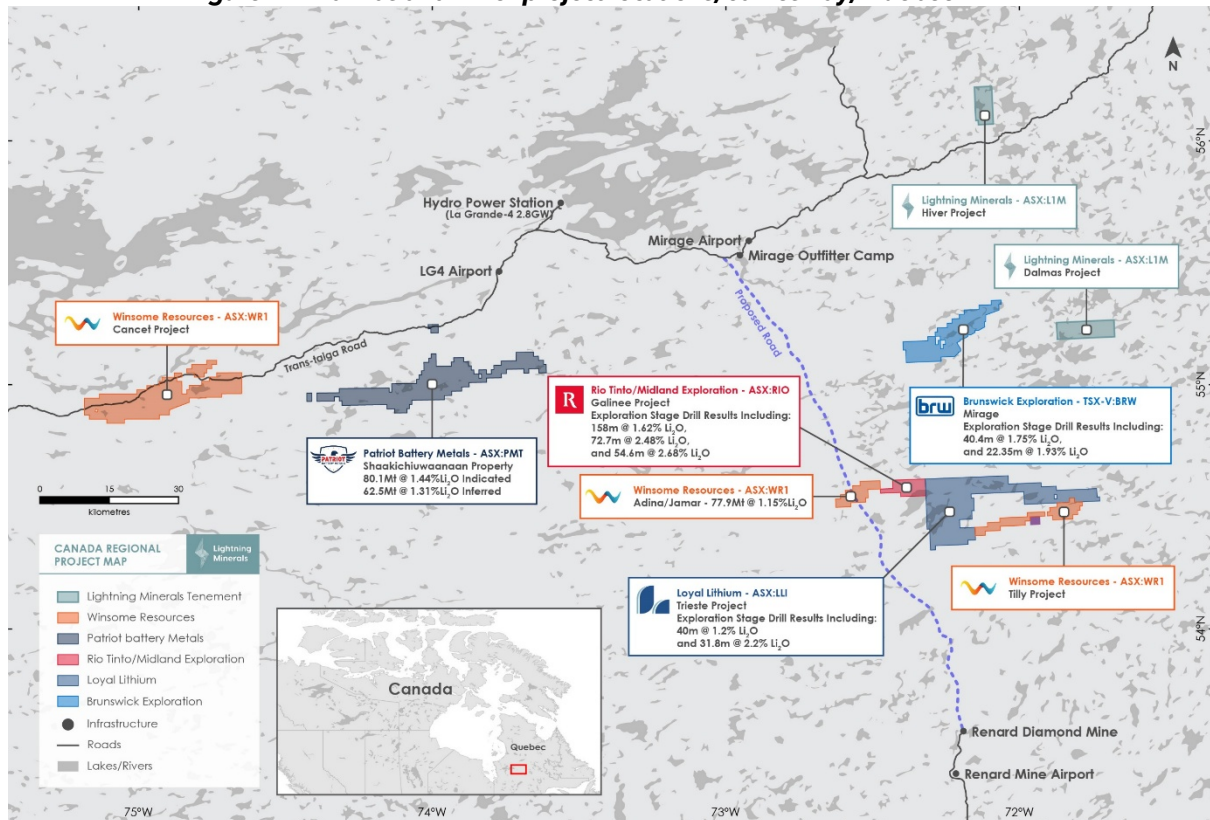 N
56°N
Lightning Minerals - ASX:L1M
Hiver Project
Hydro Power Station
(La Grande-4 2.8GW)
Mirage Airport
Mirage Outfitter Camp
LG4 Airport
Lightning Minerals - ASX:L1M
Dalmas Project
Winsome Resources - ASX:WR1
Cancet Project
Trans-taiga Road
Proposed Road
55°N
R
Rio Tinto/Midland Exploration - ASX:RIO
Galinee Project
Exploration Stage Drill Results Including:
158m @ 1.62% Li₂O,
72.7m @ 2.48% Li₂O,
and 54.6m @ 2.68% Li₂O
brw
Brunswick Exploration - TSX-V:BRW
Mirage
Exploration Stage Drill Results Including:
40.4m @ 1.75% Li₂O,
and 22.35m @ 1.93% Li₂O
PATRIOT
Patriot Battery Metals - ASX:PMT
Shaakichiuwaanaan Property
80.1Mt @ 1.44%Li₂O Indicated
62.5Mt @ 1.31%Li₂O Inferred
Winsome Resources - ASX:WR1
Adina/Jamar - 77.9Mt @ 1.15%Li₂O
0 15 30
kilometres
CANADA REGIONAL
PROJECT MAP
Lightning
Minerals
Lightning Minerals Tenement
Winsome Resources
Patriot battery Metals
Rio Tinto/Midland Exploration
Loyal Lithium
Brunswick Exploration
Infrastructure
Roads
Lakes/Rivers
Loyal Lithium - ASX:LLI
Trieste Project
Exploration Stage Drill Results Including:
40m @ 1.2% Li₂O
and 31.8m @ 2.2% Li₂O
Winsome Resources - ASX:WR1
Tilly Project
54°N
Canada
Quebec
Renard Diamond Mine
Renard Mine Airport
75°W 74°W 73°W 72°W